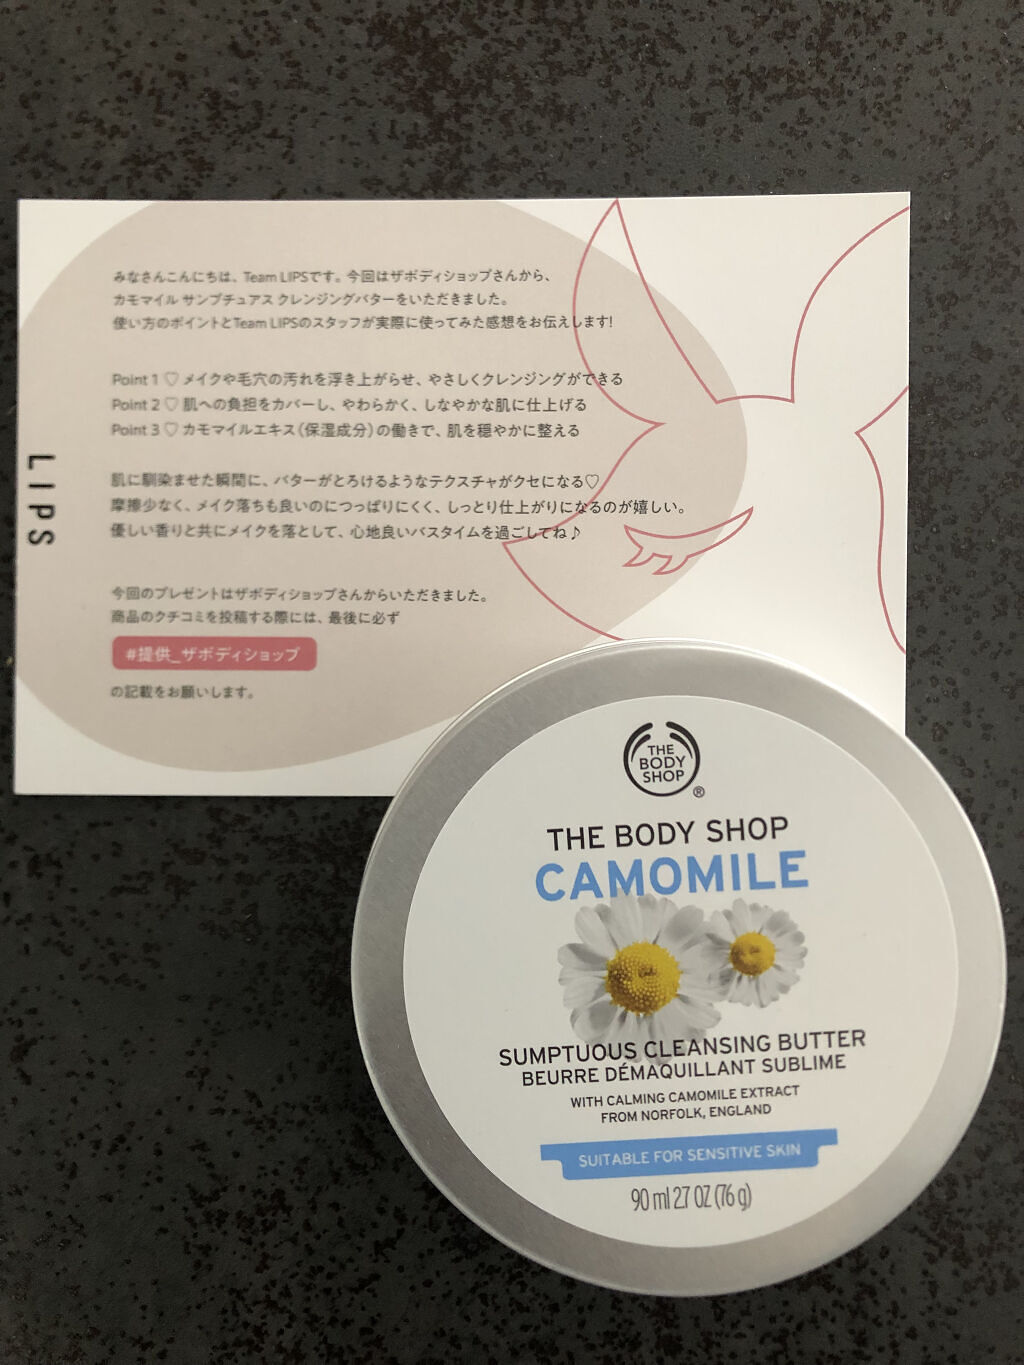 みなさんこんにちは、Team LIPSです。今回はザボディショップさんから、
カモマイル サンプチュアス クレンジングバターをいただきました。
使い方のポイントとTeam LIPSのスタッフが実際に使ってみた感想をお伝えします!
Point 1 ♡ メイクや毛穴の汚れを浮き上がらせ、やさしくクレンジングができる
Point 2 ♡ 肌への負担をカバーし、やわらかく、しなやかな肌に仕上げる
Point 3 ♡ カモマイルエキス（保湿成分）の働きで、肌を穏やかに整える
肌に馴染ませた瞬間に、バターがとろけるようなテクスチャがクセになる♡
摩擦少なく、メイク落ちも良いのにつっぱりにくく、しっとり仕上がりになるのが嬉しい。
優しい香りと共にメイクを落として、心地良いバスタイムを過ごしてね♪
今回のプレゼントはザボディショップさんからいただきました。
商品のクチコミを投稿する際には、最後に必ず
#提供_ザボディショップ
の記載をお願いします。
LIPS
THE
BODY
SHOP
®
THE BODY SHOP
CAMOMILE
SUMPTUOUS CLEANSING BUTTER
BEURRE DÉMAQUILLANT SUBLIME
WITH CALMING CAMOMILE EXTRACT
FROM NORFOLK, ENGLAND
SUITABLE FOR SENSITIVE SKIN
90 ml 2.7 OZ (76 g)